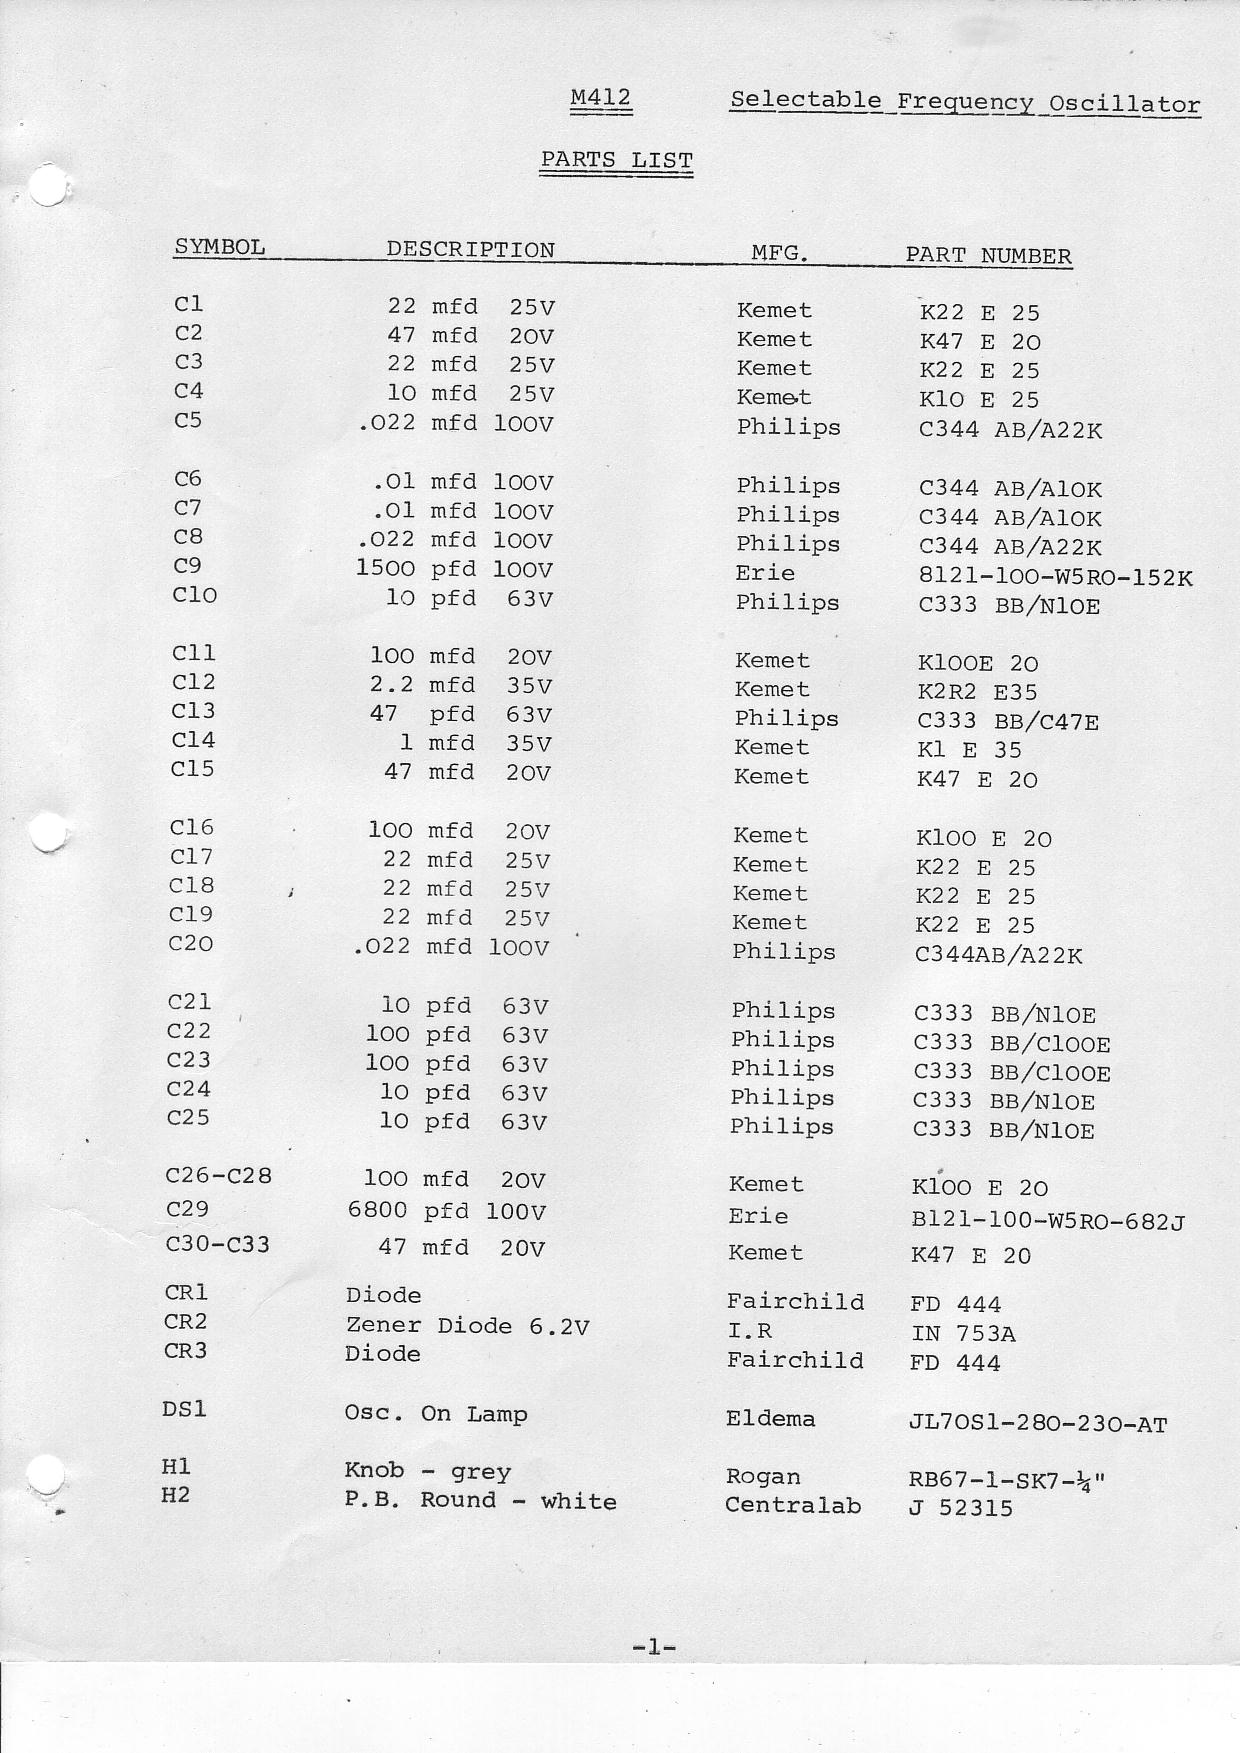 M412 Selectable Frequency Oscillator
PARTS LIST
SYMBOL DESCRIPTION MFG. PART NUMBER
C1 22 mfd 25V Kemet K22 E 25
C2 47 mfd 20V Kemet K47 E 20
C3 22 mfd 25V Kemet K22 E 25
C4 10 mfd 25V Kemet K10 E 25
C5 .022 mfd 100V Philips C344 AB/A22K
C6 .01 mfd 100V Philips C344 AB/A10K
C7 .01 mfd 100V Philips C344 AB/A10K
C8 .022 mfd 100V Philips C344 AB/A22K
C9 1500 pfd 100V Erie 8121-100-W5RO-152K
C10 10 pfd 63V Philips C333 BB/N10E
C11 100 mfd 20V Kemet K100E 20
C12 2.2 mfd 35V Kemet K2R2 E35
C13 47 pfd 63V Philips C333 BB/C47E
C14 1 mfd 35V Kemet K1 E 35
C15 47 mfd 20V Kemet K47 E 20
C16 100 mfd 20V Kemet K100 E 20
C17 22 mfd 25V Kemet K22 E 25
C18 22 mfd 25V Kemet K22 E 25
C19 22 mfd 25V Kemet K22 E 25
C20 .022 mfd 100V Philips C344AB/A22K
C21 10 pfd 63V Philips C333 BB/N10E
C22 100 pfd 63V Philips C333 BB/C100E
C23 100 pfd 63V Philips C333 BB/C100E
C24 10 pfd 63V Philips C333 BB/N10E
C25 10 pfd 63V Philips C333 BB/N10E
C26-C28 100 mfd 20V Kemet K100 E 20
C29 6800 pfd 100V Erie B121-100-W5RO-682J
C30-C33 47 mfd 20V Kemet K47 E 20
CR1 Diode Fairchild FD 444
CR2 Zener Diode 6.2V I.R IN 753A
CR3 Diode Fairchild FD 444
DS1 Osc. On Lamp Eldema JL70S1-280-230-AT
H1 Knob - grey Rogan RB67-1-SK7-¼"
H2 P.B. Round - white Centralab J 52315
-1-